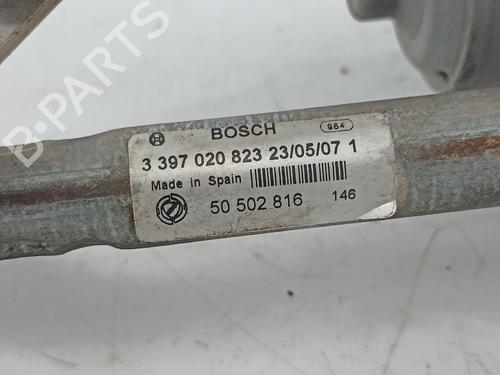 BOSCH 964
3 397 020 823 23/05/07 1
Made in Spain
50 502 816 146
B-PARTS